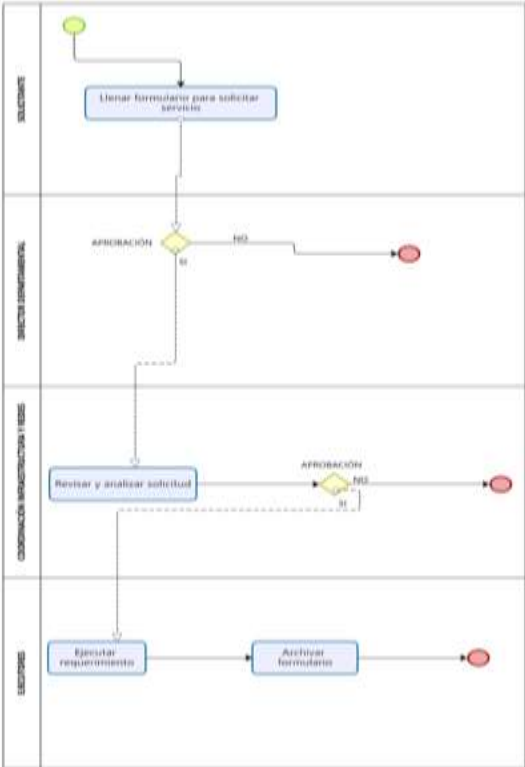 SOLICITANTE
Llenar formulario para solicitar
servicio
DIRECTOR DEPARTAMENTAL
APROBACIÓN
NO
SI
COORDINACIÓN INFRAESTRUCTURA Y REDES
Revisar y analizar solicitud
APROBACIÓN
NO
SI
EJECUTORES
Ejecutar
requerimiento
Archivar
formulario